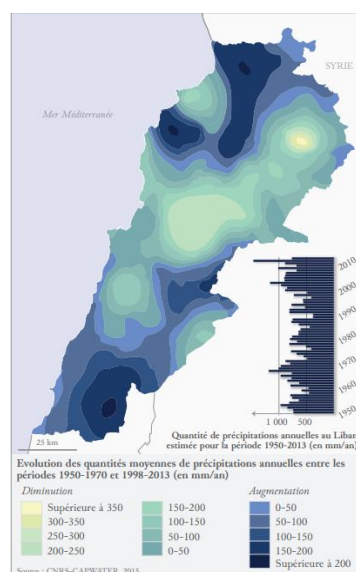 SYRIE
Mer Méditerranée
2010
2000
1990
1980
1970
1960
1950
1 000 500
25 km
Quantité de précipitations annuelles au Liban
estimée pour la période 1950-2013 (en mm/an)
Evolution des quantités moyennes de précipitations annuelles entre les
périodes 1950-1970 et 1998-2013 (en mm/an)
Diminution Augmentation
Supérieure à 350 150-200 0-50
300-350 100-150 50-100
250-300 50-100 100-150
200-250 0-50 150-200
Supérieure à 200
Source : CNRS-CAPWATER, 2015